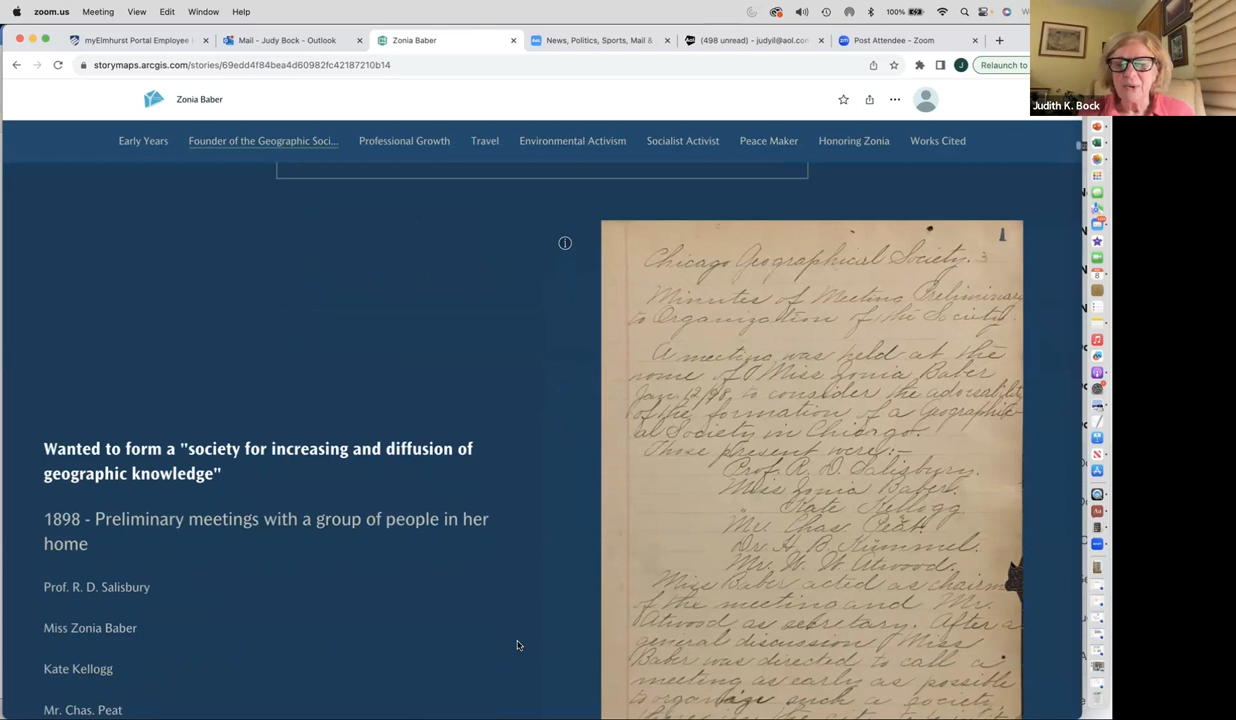 zoom.us Meeting View Edit Window Help 100%
myElmhurst Portal Employee Mail - Judy Bock - Outlook Zonia Baber News, Politics, Sports, Mail & (498 unread) - judyil@aol.com Post Attendee - Zoom
storymaps.arcgis.com/stories/69edd4f84bea4d60982fc42187210b14 J Relaunch to
Judith K. Bock
Zonia Baber
Early Years Founder of the Geographic Soci... Professional Growth Travel Environmental Activism Socialist Activist Peace Maker Honoring Zonia Works Cited
Wanted to form a "society for increasing and diffusion of
geographic knowledge"
1898 - Preliminary meetings with a group of people in her
home
Prof. R. D. Salisbury
Miss Zonia Baber
Kate Kellogg
Mr. Chas. Peat
1
Chicago Geographical Society. 3
Minutes of Meeting Preliminary
to Organization of the Society.
A meeting was held at the
home of Miss Zonia Baber
Jan. 12/98, to consider the advisability
of the formation of a Geographic-
al Society in Chicago.
Those present were:-
Prof. R. D. Salisbury.
Miss Zonia Baber.
" Kate Kellogg
Mr. Chas Peat.
Dr. H. B. Kümmel.
Mr. W. W. Atwood.
Miss Baber acted as chairm
of the meeting and Mr.
Atwood as secretary. After a
general discussion Miss
Baber was directed to call a
meeting as early as possible
to organize such a society,